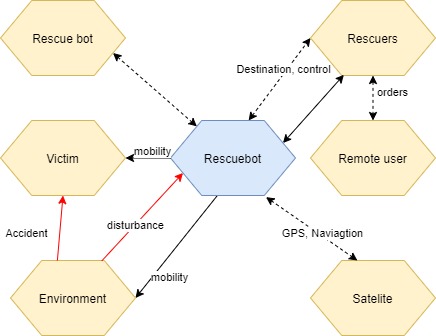 Rescue bot
Rescuers
Destination, control
orders
Victim
mobility
Rescuebot
Remote user
Accident
disturbance
GPS, Naviagtion
mobility
Environment
Satelite